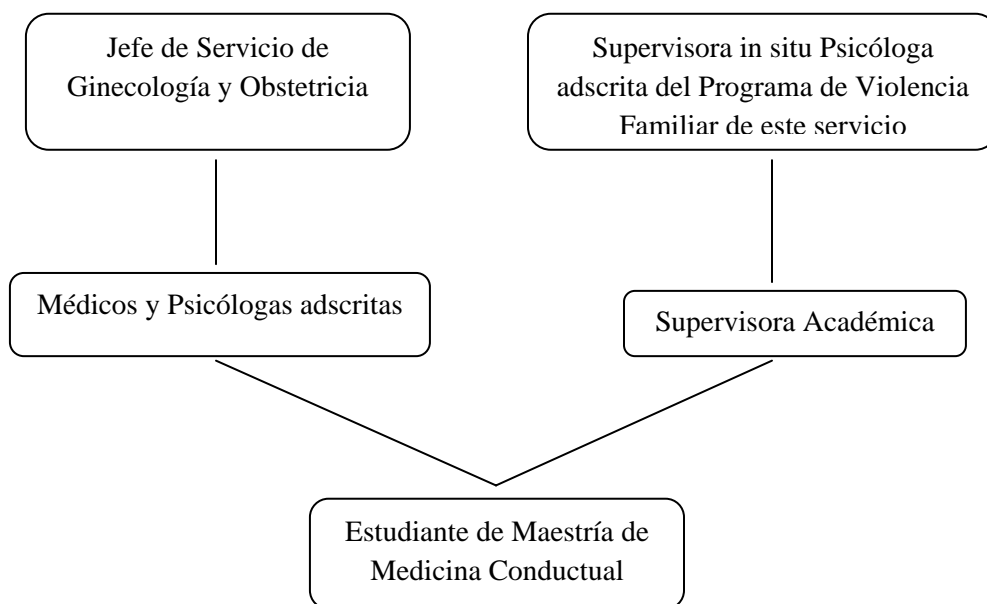 Jefe de Servicio de
Ginecología y Obstetricia
Supervisora in situ Psicóloga
adscrita del Programa de Violencia
Familiar de este servicio
Médicos y Psicólogas adscritas
Supervisora Académica
Estudiante de Maestría de
Medicina Conductual